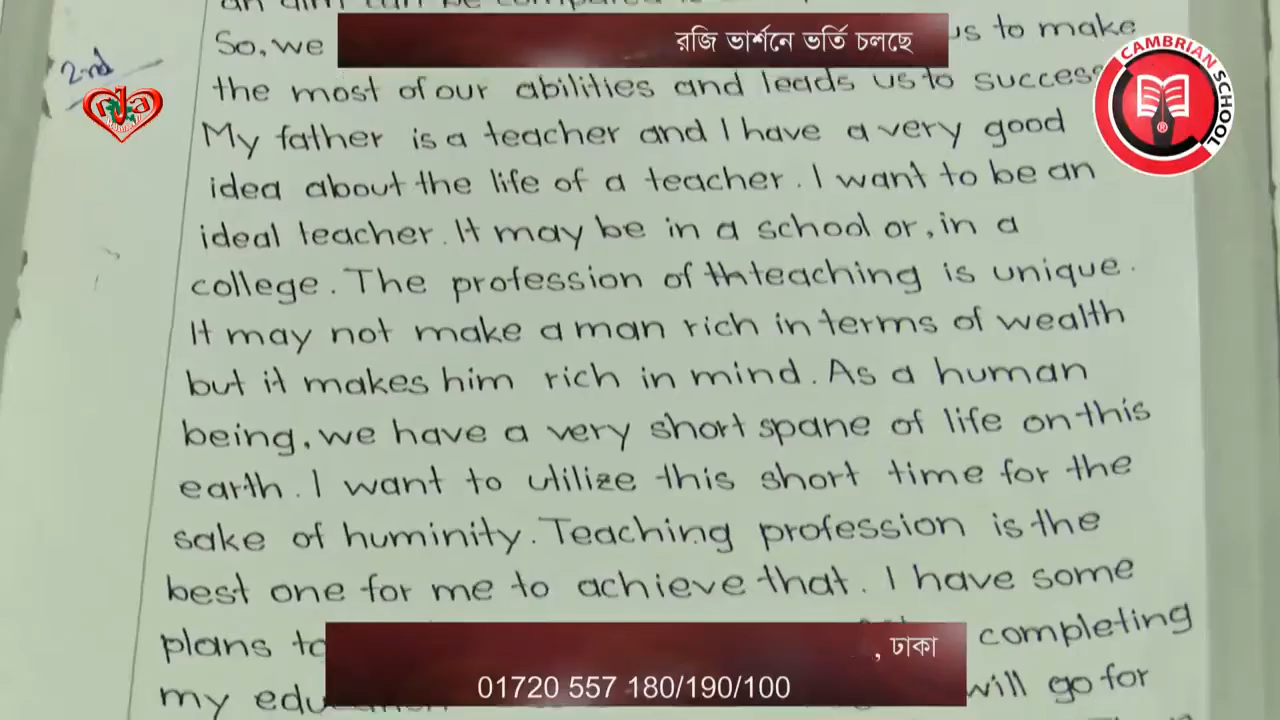 So, we
রজি ভার্শনে ভর্তি চলছে
us to make
2nd
the most of our abilities and leads us to success
CAMBRIAN SCHOOL
rja
My father is a teacher and I have a very good
idea about the life of a teacher. I want to be an
ideal teacher. It may be in a school or, in a
college. The profession of thteaching is unique.
It may not make a man rich in terms of wealth
but it makes him rich in mind. As a human
being, we have a very short spane of life on this
earth. I want to utilize this short time for the
sake of huminity. Teaching profession is the
best one for me to achieve that. I have some
plans to
, ঢাকা
completing
my
01720 557 180/190/100
will go for